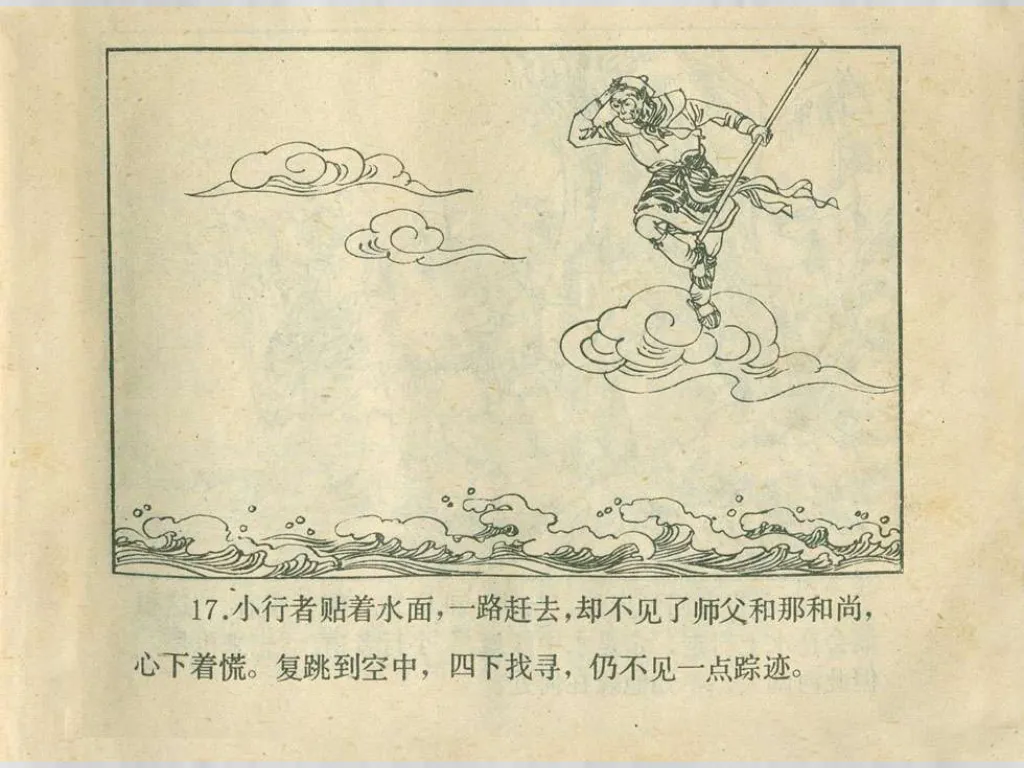 17.小行者贴着水面，一路赶去，却不见了师父和那和尚，
心下着慌。复跳到空中，四下找寻，仍不见一点踪迹。